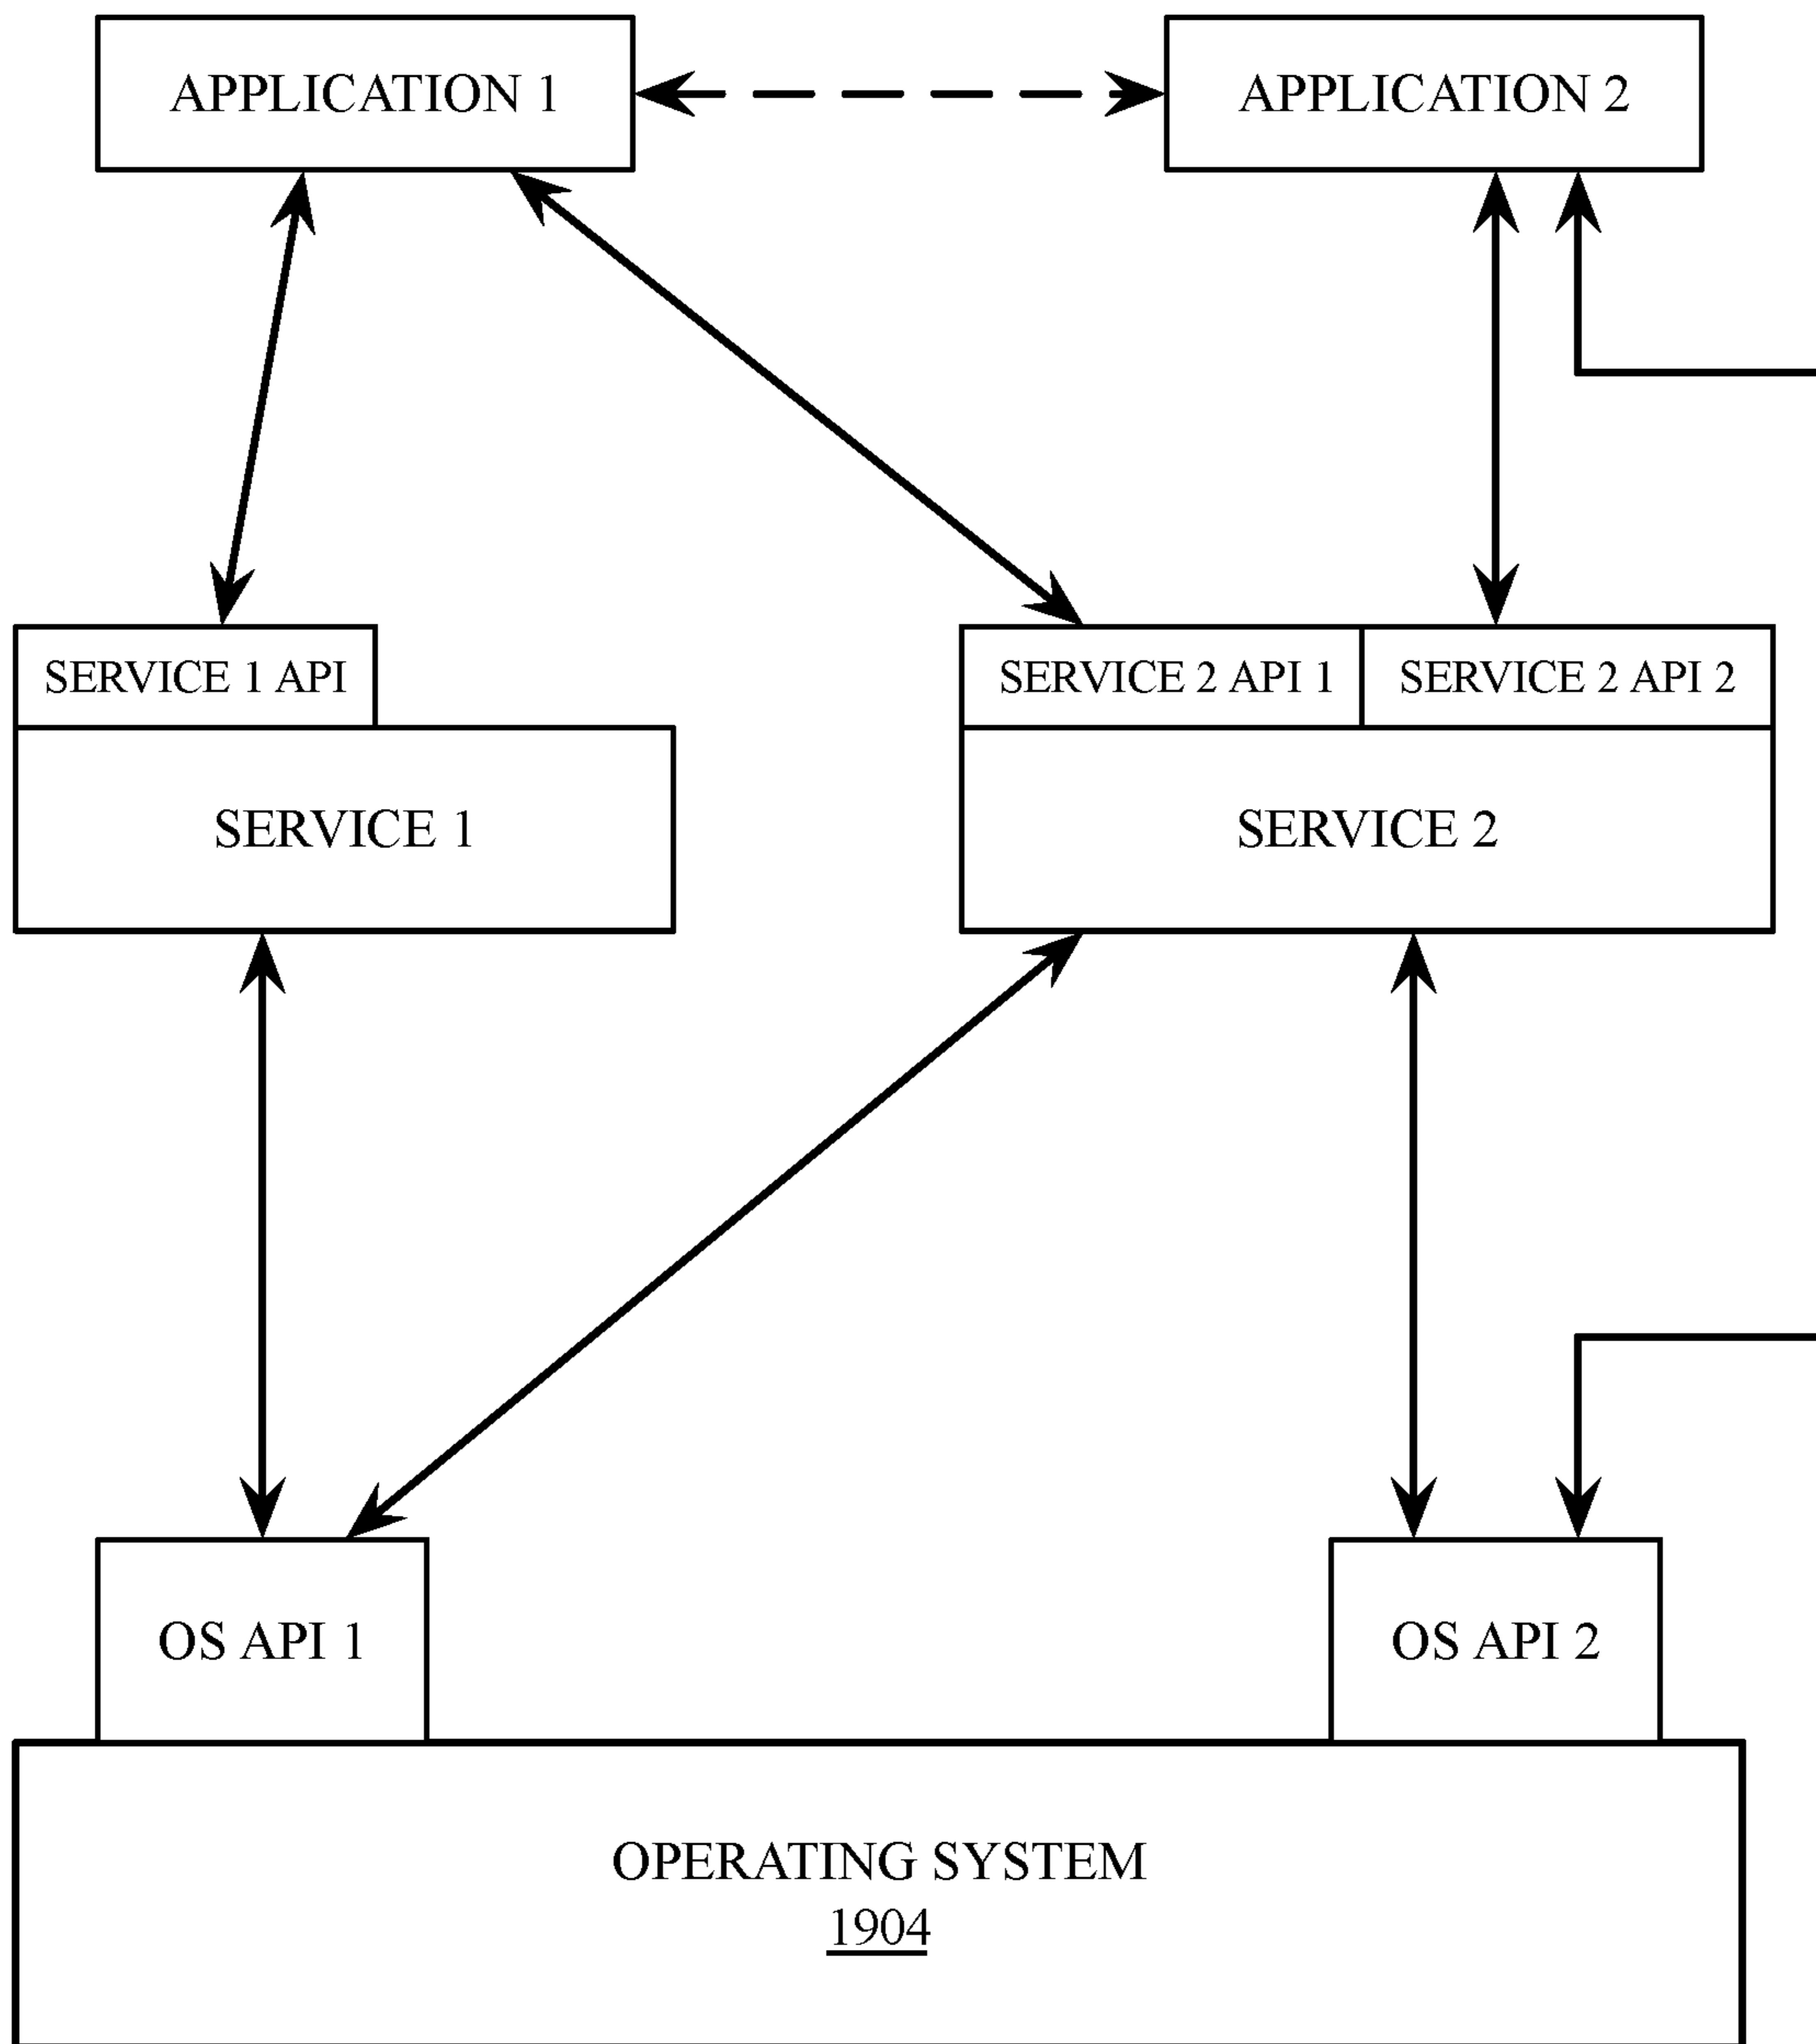 APPLICATION 1
APPLICATION 2
SERVICE 1 API
SERVICE 2 API 1
SERVICE 2 API 2
SERVICE 1
SERVICE 2
OS API 1
OS API 2
OPERATING SYSTEM
1904